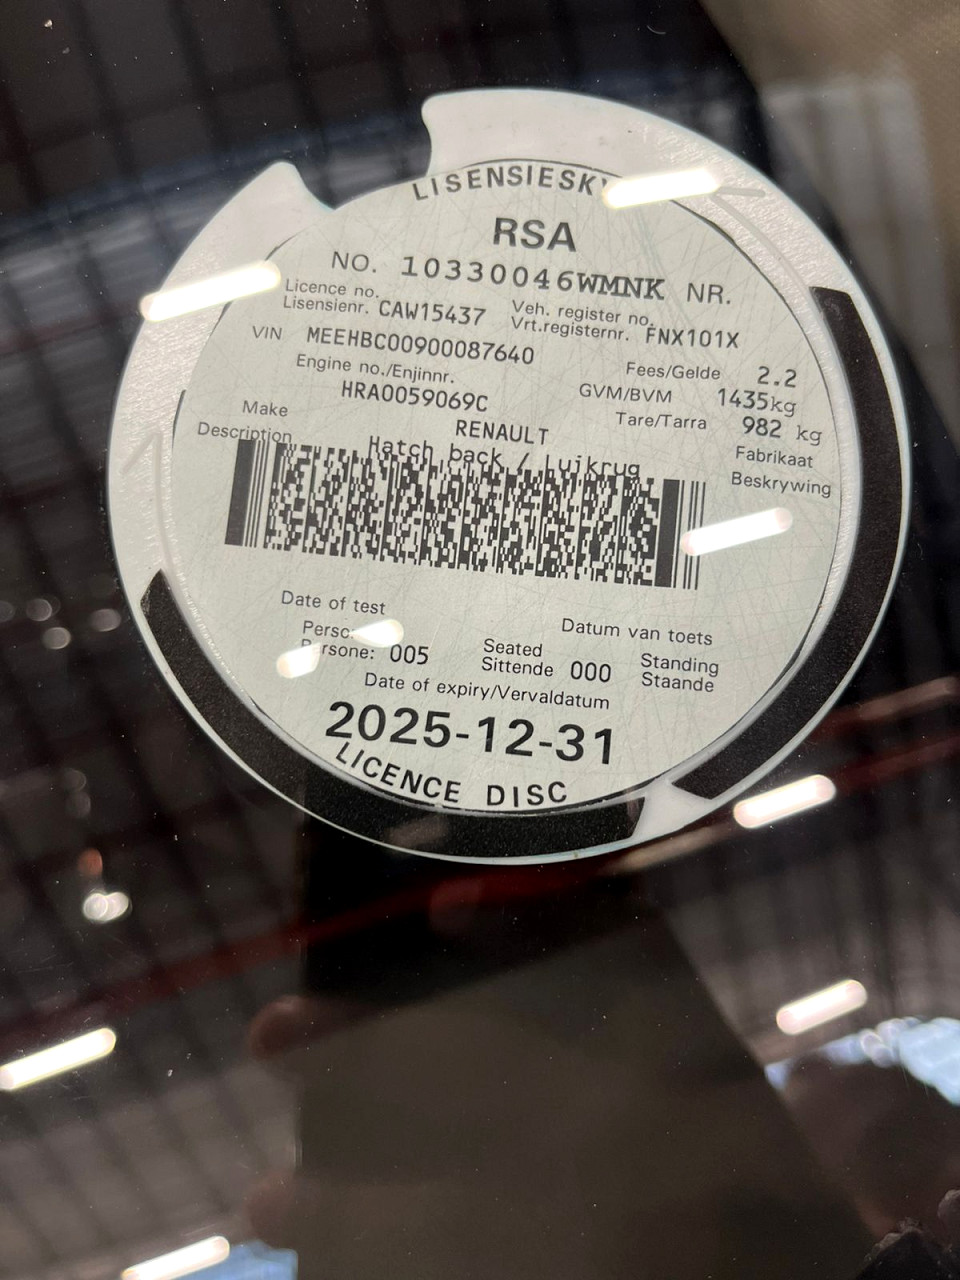 LISENSIESKY
RSA
NO. 10330046WMNK NR.
Licence no. Veh. register no.
Lisensienr. CAW15437 Vrt.registernr. FNX101X
VIN MEEHBC00900087640 Fees/Gelde 2.2
Engine no./Enjinnr. GVM/BVM 1435kg
HRA0059069C Tare/Tarra 982 kg
Make RENAULT Fabrikaat
Description Hatch back / Luikrug Beskrywing
Date of test Datum van toets
Seated Standing
005 Sittende 000 Staande
Date of expiry/Vervaldatum
2025-12-31
LICENCE DISC